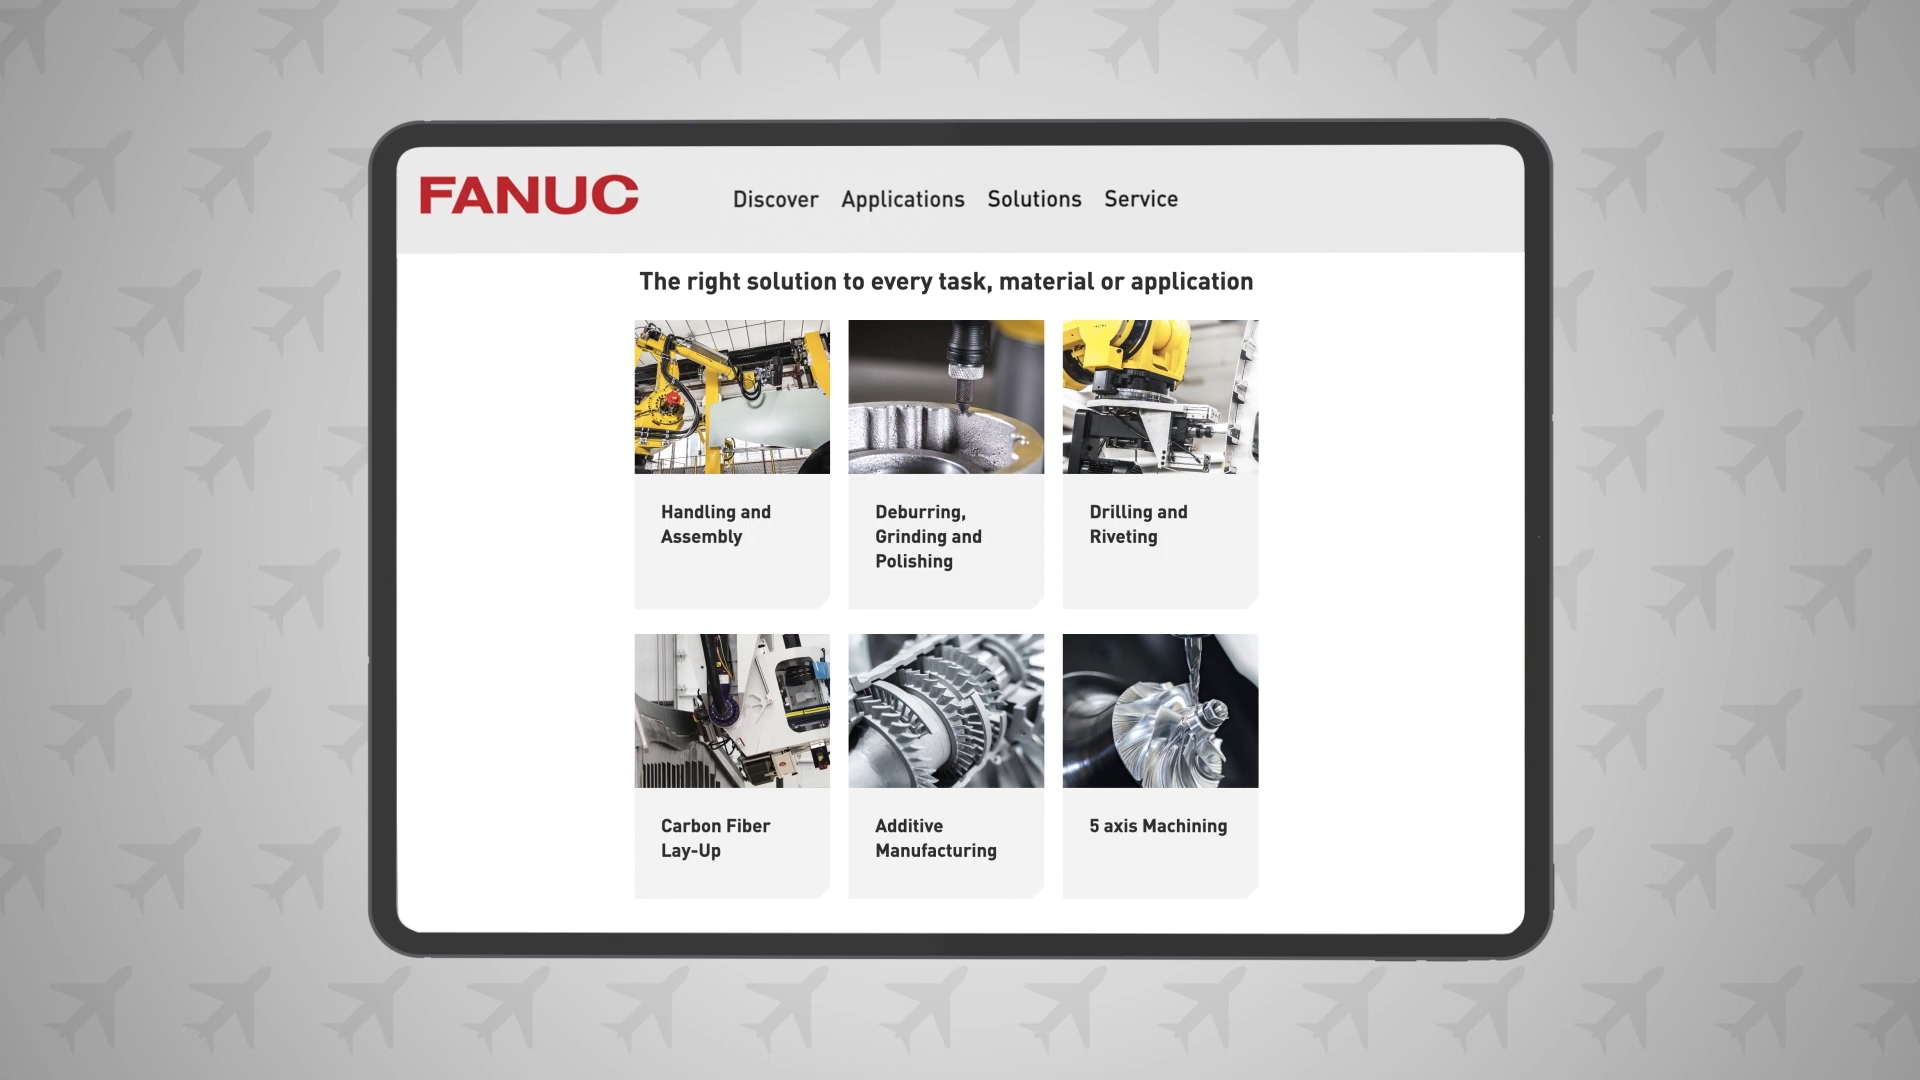 FANUC
Discover Applications Solutions Service
The right solution to every task, material or application
Handling and
Assembly
Deburring,
Grinding and
Polishing
Drilling and
Riveting
Carbon Fiber
Lay-Up
Additive
Manufacturing
5 axis Machining